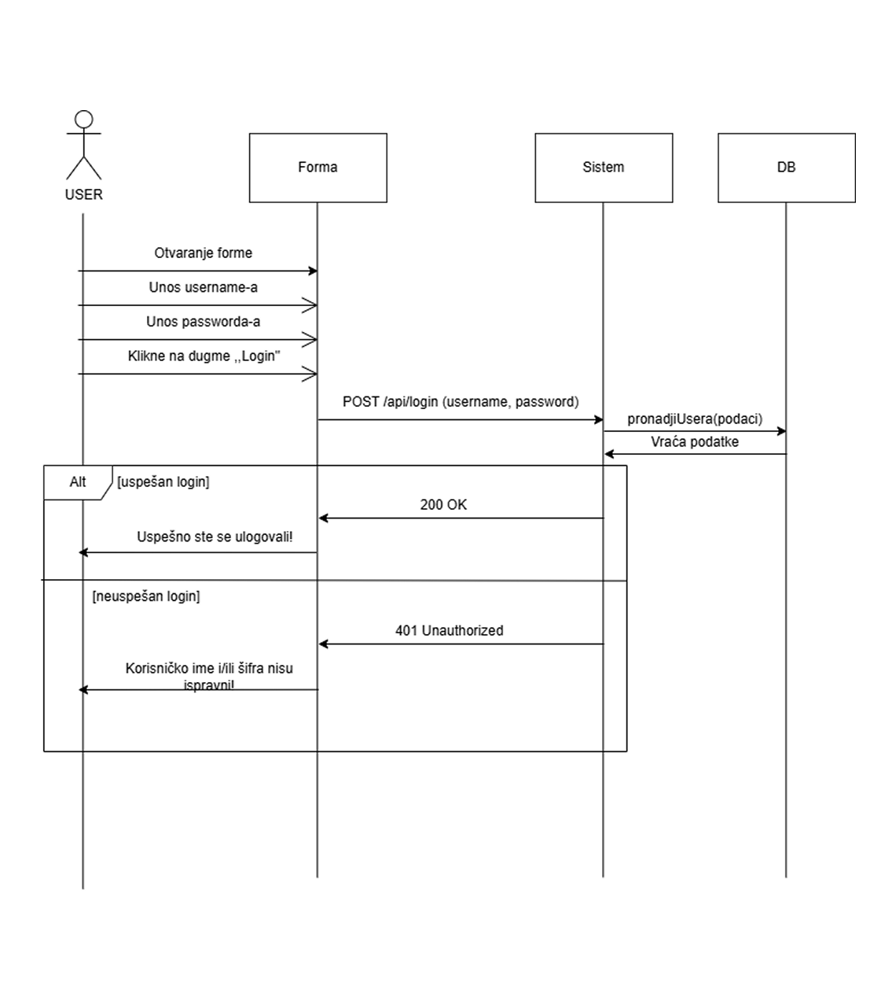 USER
Forma
Sistem
DB
Otvaranje forme
Unos username-a
Unos passworda-a
Klikne na dugme ,,Login"
POST /api/login (username, password)
pronadjiUsera(podaci)
Vraća podatke
Alt
[uspešan login]
200 OK
Uspešno ste se ulogovali!
[neuspešan login]
401 Unauthorized
Korisničko ime i/ili šifra nisu
ispravni!